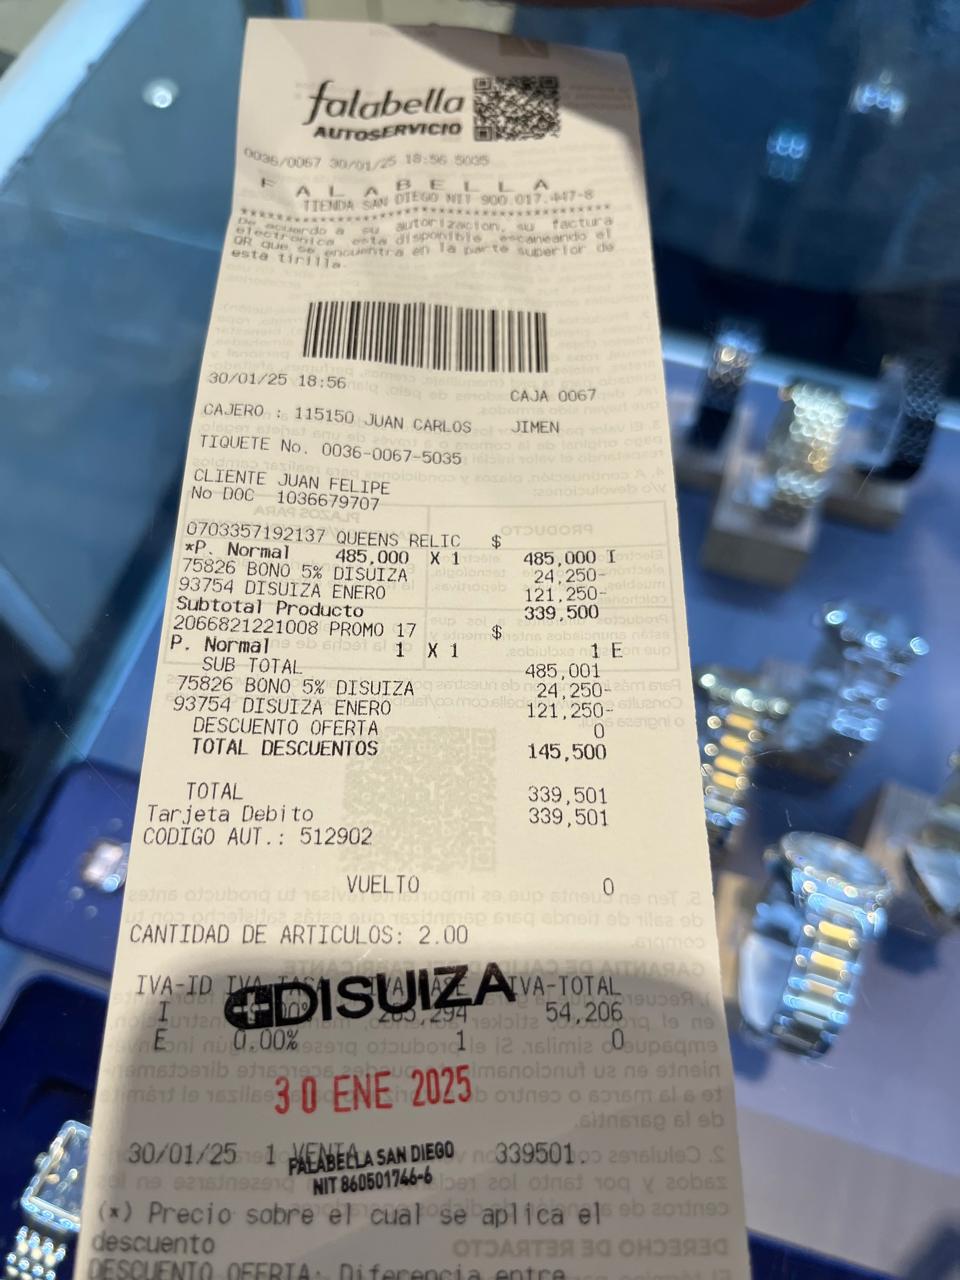 falabella
AUTOSERVICIO
0036/0067 30/01/25 18:56 5035
F A L A B E L L A
TIENDA SAN DIEGO NIT 900.017.447-8
****************************************
De acuerdo a su autorizacion, su factura
electronica esta disponible escaneando el
QR que se encuentra en la parte superior de
esta tirilla.
30/01/25 18:56
CAJA 0067
CAJERO : 115150 JUAN CARLOS JIMEN
TIQUETE No. 0036-0067-5035
CLIENTE JUAN FELIPE
No DOC 1036679707
0703357192137 QUEENS RELIC $
*P. Normal 485,000 X 1 485,000 I
75826 BONO 5% DISUIZA 24,250-
93754 DISUIZA ENERO 121,250-
Subtotal Producto 339,500
2066821221008 PROMO 17 $
P. Normal 1 X 1 1 E
SUB TOTAL 485,001
75826 BONO 5% DISUIZA 24,250-
93754 DISUIZA ENERO 121,250-
DESCUENTO OFERTA 0
TOTAL DESCUENTOS 145,500
TOTAL 339,501
Tarjeta Debito 339,501
CODIGO AUT.: 512902
VUELTO 0
CANTIDAD DE ARTICULOS: 2.00
IVA-ID IVA-TOTAL
DISUIZA
I 285,294 54,206
E 0.00% 1 0
30 ENE 2025
30/01/25 1 VENTA 339501.
FALABELLA SAN DIEGO
NIT 860501746-6
(*) Precio sobre el cual se aplica el
descuento
DESCUENTO OFERTA: Diferencia entre